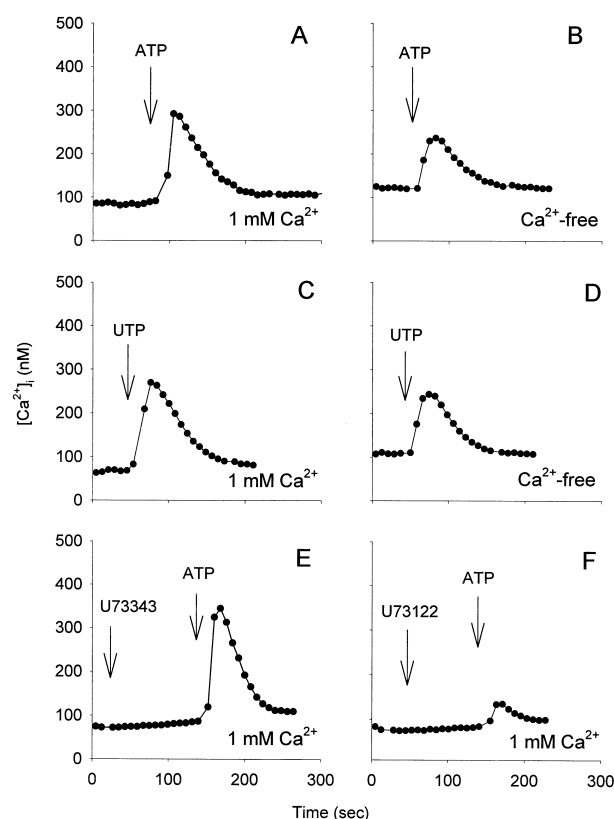 500
400
300
200
100
0
A
ATP
1 mM Ca²⁺
B
ATP
Ca²⁺-free
[Ca²⁺]ᵢ (nM)
500
400
300
200
100
0
C
UTP
1 mM Ca²⁺
D
UTP
Ca²⁺-free
500
400
300
200
100
0
E
U73343
ATP
1 mM Ca²⁺
F
U73122
ATP
1 mM Ca²⁺
0 100 200 300
0 100 200 300
Time (sec)